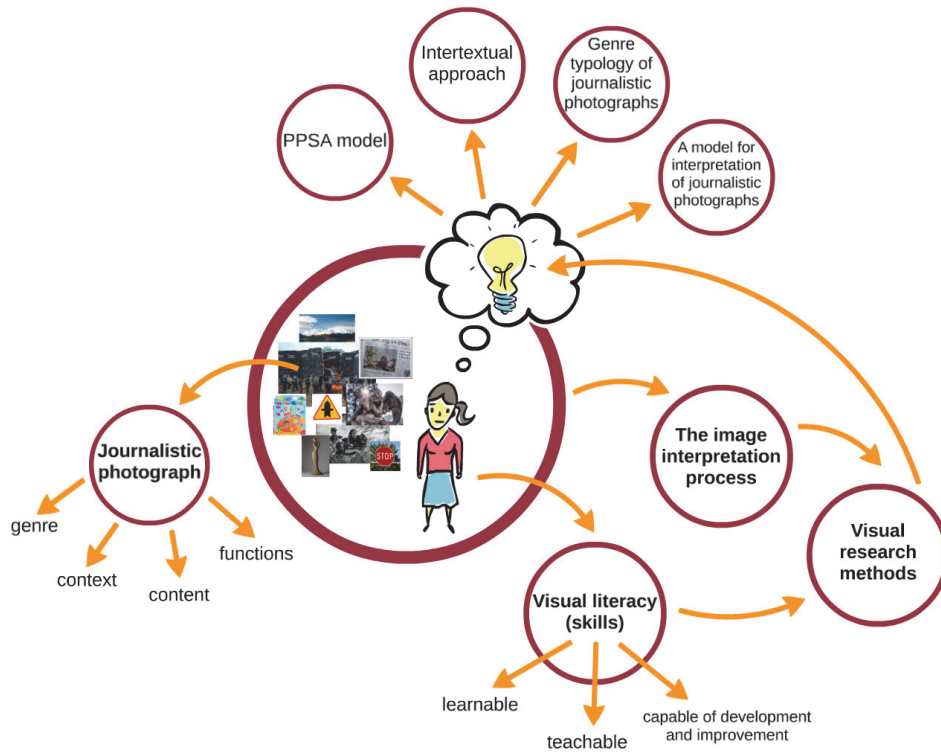 Intertextual
approach
Genre
typology of
journalistic
photographs
PPSA model
A model for
interpretation
of journalistic
photographs
STOP
Journalistic
photograph
The image
interpretation
process
Visual
research
methods
genre
context
content
functions
Visual literacy
(skills)
learnable
teachable
capable of development
and improvement